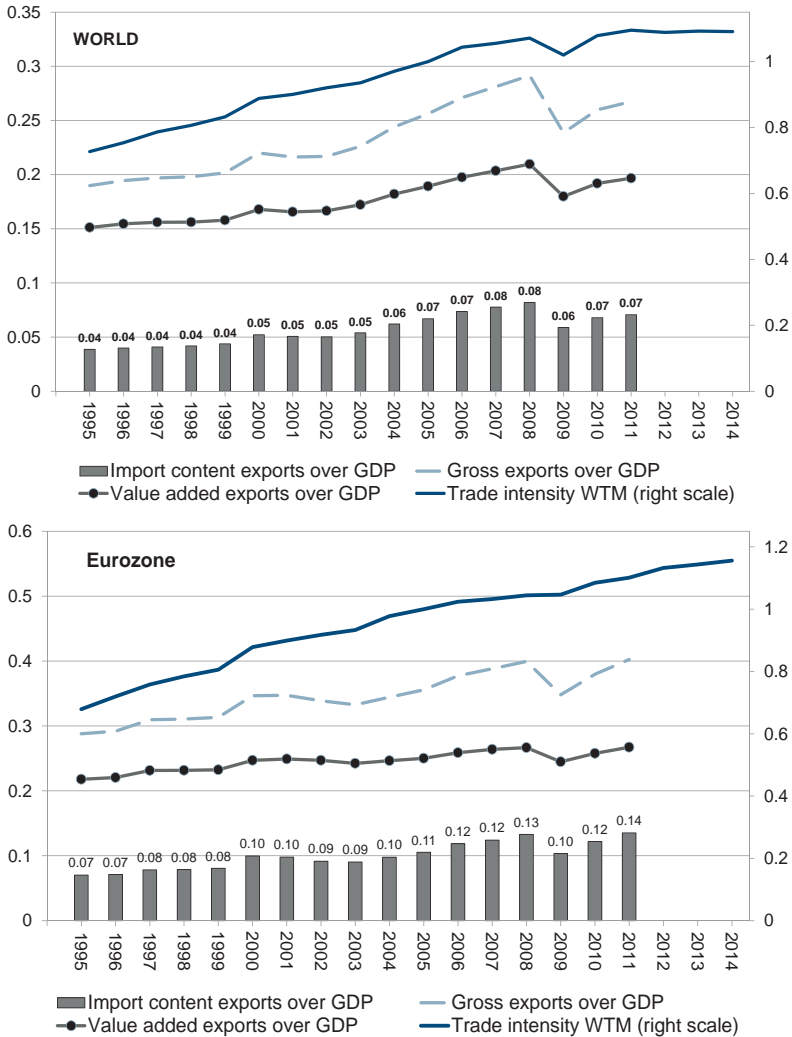 WORLD
0.35
0.3
0.25
0.2
0.15
0.1
0.05
0
1
0.8
0.6
0.4
0.2
0
0.04 0.04 0.04 0.04 0.04 0.05 0.05 0.05 0.05 0.06 0.07 0.07 0.08 0.08 0.06 0.07 0.07
1995 1996 1997 1998 1999 2000 2001 2002 2003 2004 2005 2006 2007 2008 2009 2010 2011 2012 2013 2014
Import content exports over GDP Gross exports over GDP
Value added exports over GDP Trade intensity WTM (right scale)
Eurozone
0.6
0.5
0.4
0.3
0.2
0.1
0
1.2
1
0.8
0.6
0.4
0.2
0
0.07 0.07 0.08 0.08 0.08 0.10 0.10 0.09 0.09 0.10 0.11 0.12 0.12 0.13 0.10 0.12 0.14
1995 1996 1997 1998 1999 2000 2001 2002 2003 2004 2005 2006 2007 2008 2009 2010 2011 2012 2013 2014
Import content exports over GDP Gross exports over GDP
Value added exports over GDP Trade intensity WTM (right scale)